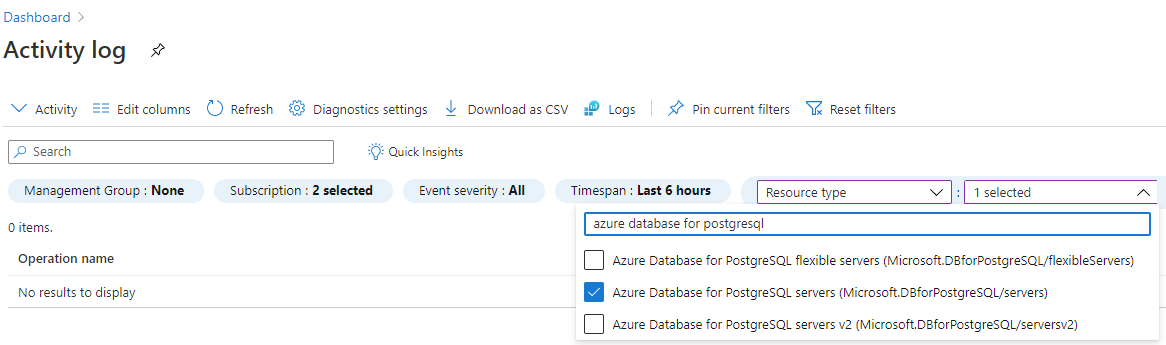 Dashboard
Activity log
Activity Edit columns Refresh Diagnostics settings Download as CSV Logs Pin current filters Reset filters
Search Quick Insights
Management Group : None Subscription : 2 selected Event severity : All Timespan : Last 6 hours Resource type : 1 selected
azure database for postgresql
0 items.
Operation name
Azure Database for PostgreSQL flexible servers (Microsoft.DBforPostgreSQL/flexibleServers)
No results to display
Azure Database for PostgreSQL servers (Microsoft.DBforPostgreSQL/servers)
Azure Database for PostgreSQL servers v2 (Microsoft.DBforPostgreSQL/serversv2)